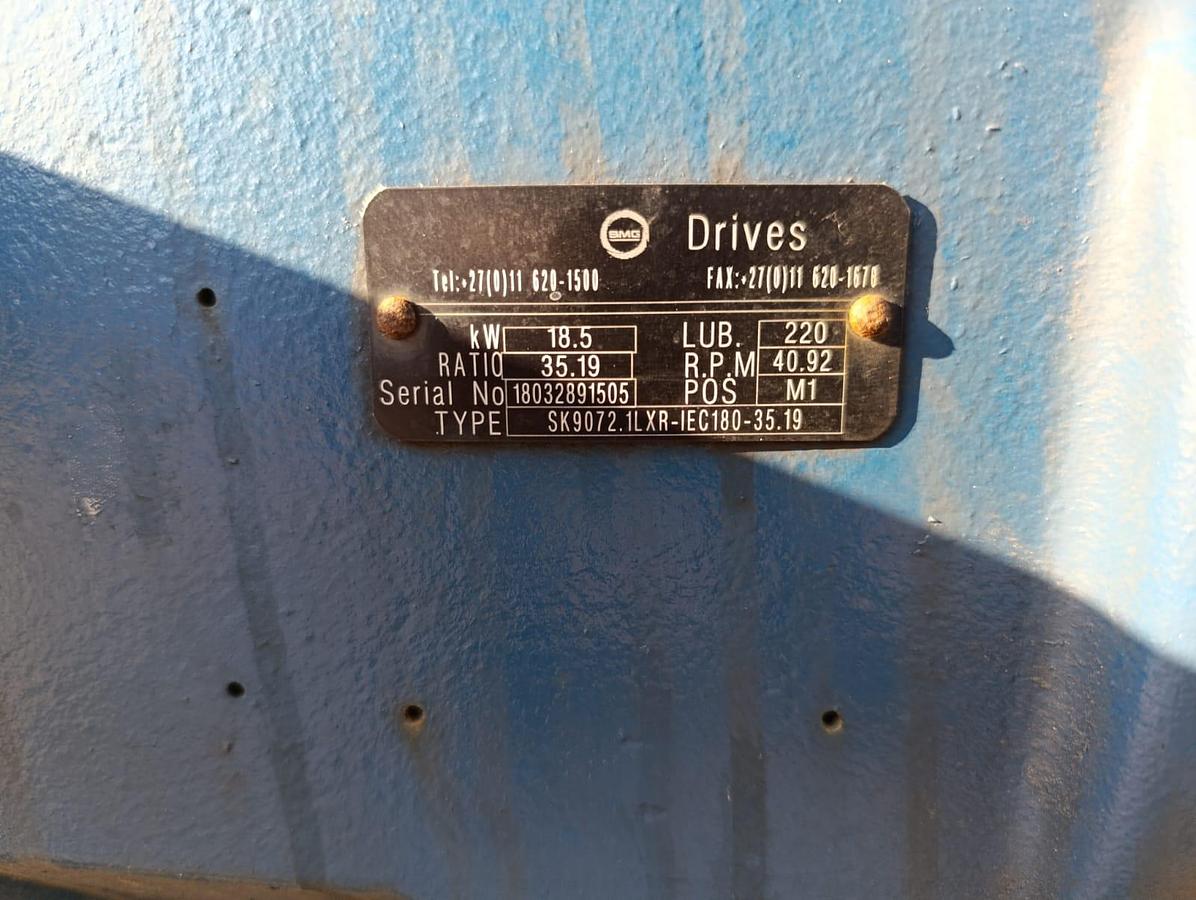 SMG Drives
Tel:+27(0)11 620-1500 FAX:+27(0)11 620-1678
kW 18.5 LUB. 220
RATIO 35.19 R.P.M 40.92
Serial No 18032891505 POS M1
TYPE SK9072.1LXR-IEC180-35.19